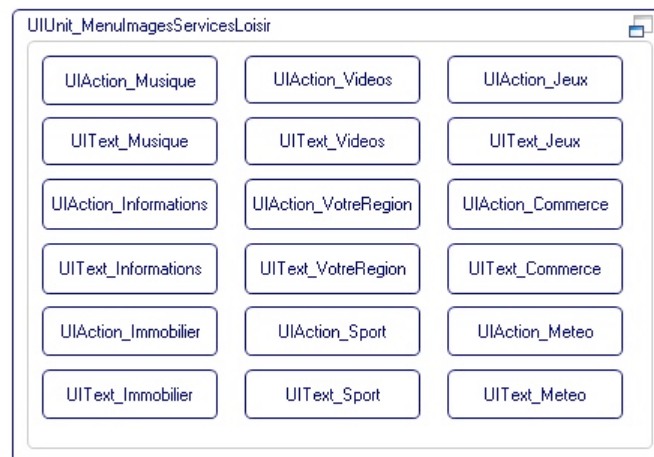 UIUnit_MenuImagesServicesLoisir
UIAction_Musique UIAction_Videos UIAction_Jeux
UIText_Musique UIText_Videos UIText_Jeux
UIAction_Informations UIAction_VotreRegion UIAction_Commerce
UIText_Informations UIText_VotreRegion UIText_Commerce
UIAction_Immobilier UIAction_Sport UIAction_Meteo
UIText_Immobilier UIText_Sport UIText_Meteo